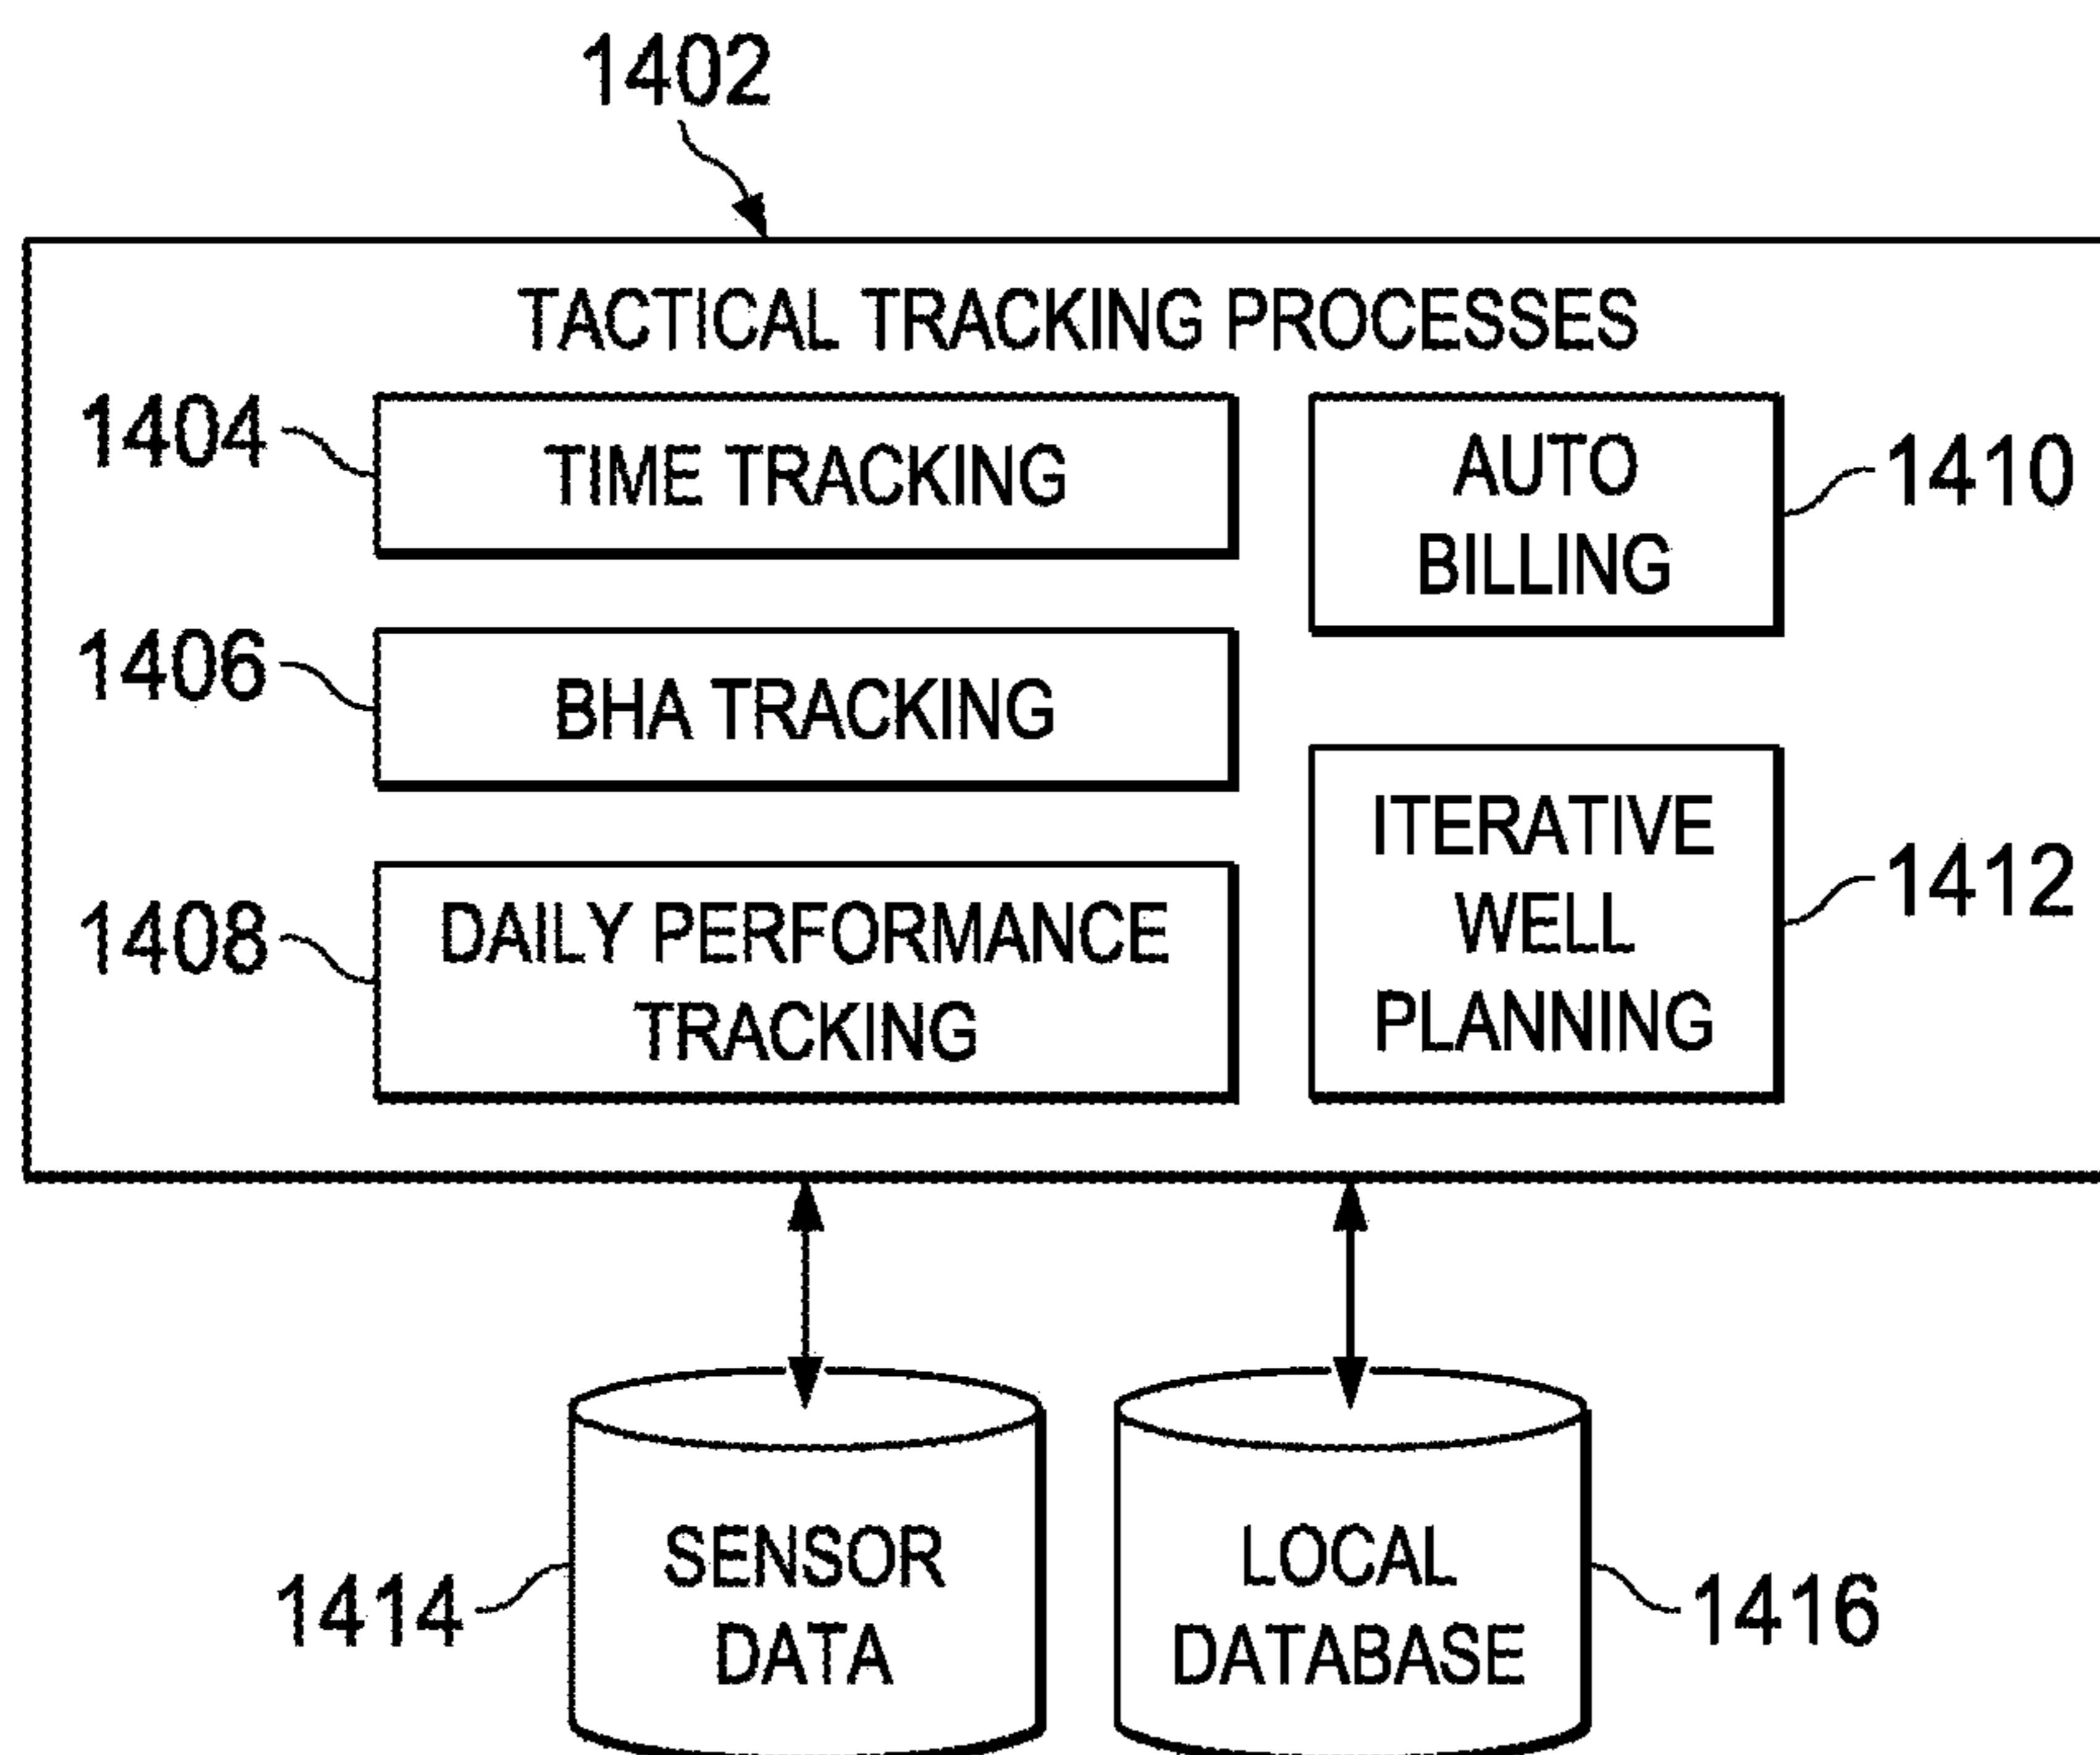 1402
TACTICAL TRACKING PROCESSES
1404
TIME TRACKING
AUTO
BILLING
1410
1406
BHA TRACKING
1408
DAILY PERFORMANCE
TRACKING
ITERATIVE
WELL
PLANNING
1412
1414
SENSOR
DATA
LOCAL
DATABASE
1416